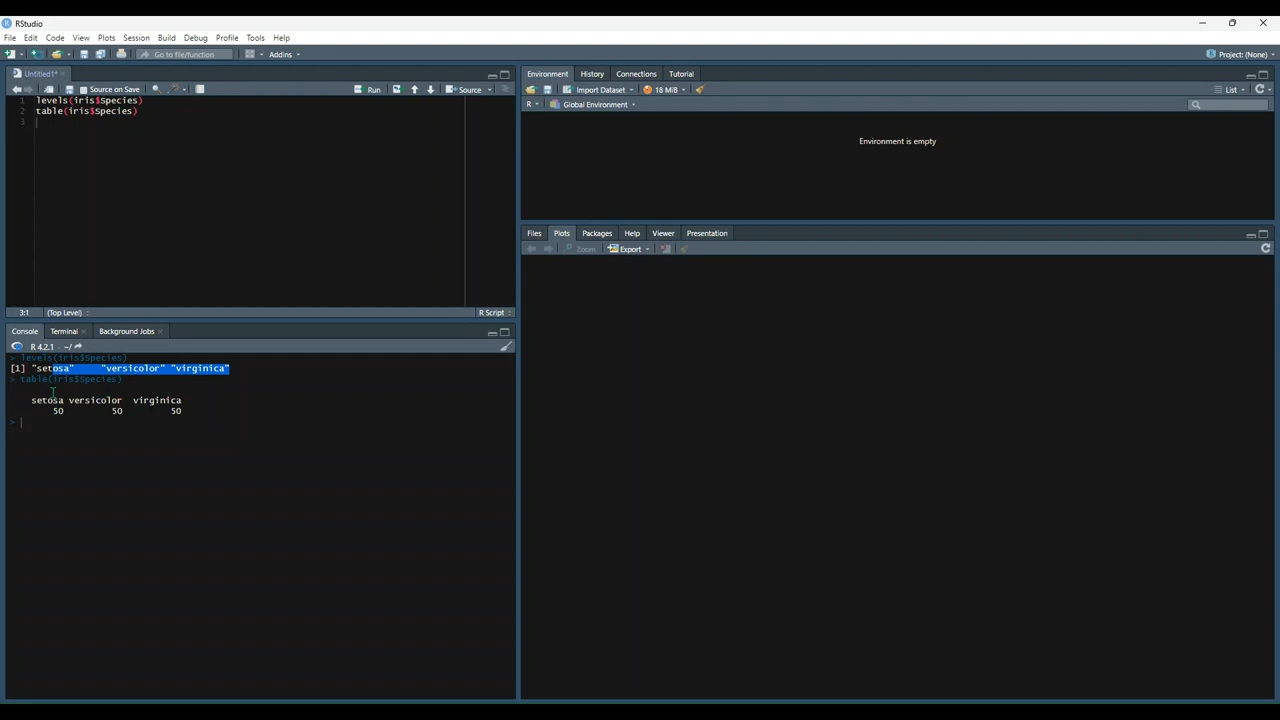 RStudio
File Edit Code View Plots Session Build Debug Profile Tools Help
Go to file/function Addins Project: (None)
Untitled1*
Source on Save Run Source
1 levels(iris$Species)
2 table(iris$Species)
3
3:1 (Top Level) R Script
Console Terminal Background Jobs
R 4.2.1 · ~/
> levels(iris$Species)
[1] "setosa" "versicolor" "virginica"
> table(iris$Species)
setosa versicolor virginica
50 50 50
>
Environment History Connections Tutorial
Import Dataset 18 MiB List
R Global Environment
Environment is empty
Files Plots Packages Help Viewer Presentation
Zoom Export